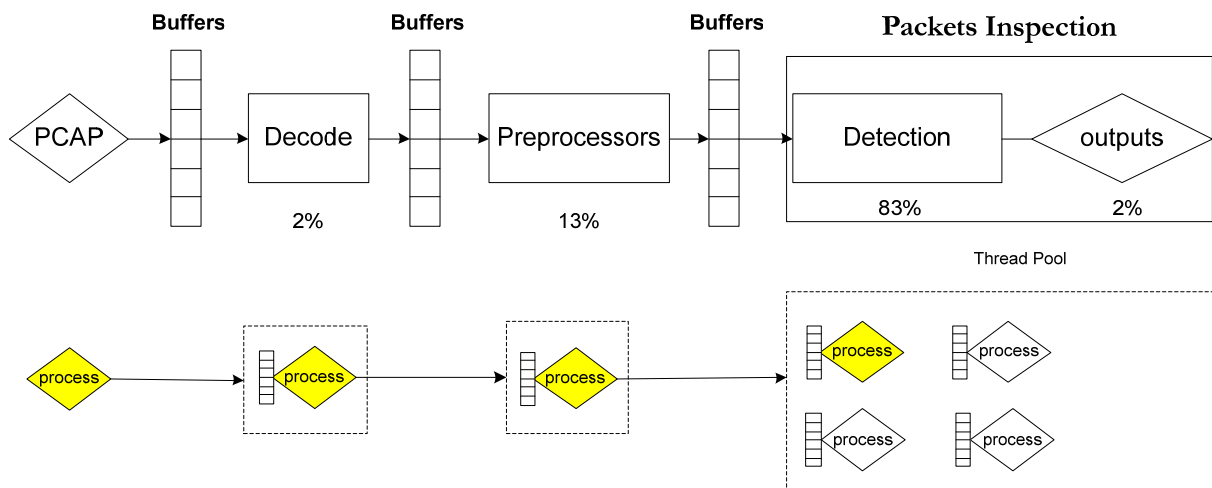 Buffers
Buffers
Buffers
Packets Inspection
PCAP
Decode
Preprocessors
Detection
outputs
2%
13%
83%
2%
Thread Pool
process
process
process
process
process
process
process